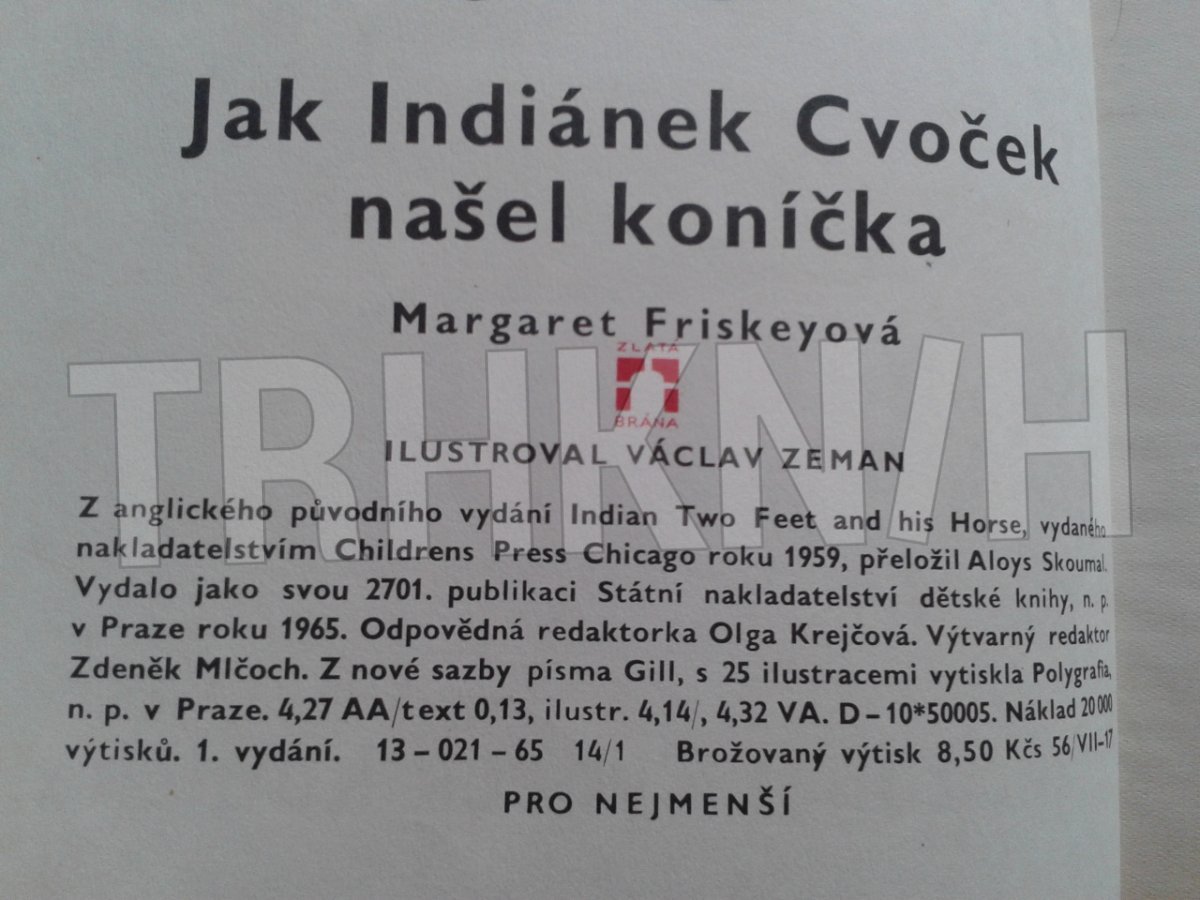 Jak Indiánek Cvoček
našel koníčka
Margaret Friskeyová
ZLATÁ
BRÁNA
TRHKN/H
ILUSTROVAL VÁCLAV ZEMAN
Z anglického původního vydání Indian Two Feet and his Horse, vydaného
nakladatelstvím Childrens Press Chicago roku 1959, přeložil Aloys Skoumal.
Vydalo jako svou 2701. publikaci Státní nakladatelství dětské knihy, n. p.
v Praze roku 1965. Odpovědná redaktorka Olga Krejčová. Výtvarný redaktor
Zdeněk Mlčoch. Z nové sazby písma Gill, s 25 ilustracemi vytiskla Polygrafia,
n. p. v Praze. 4,27 AA/text 0,13, ilustr. 4,14/, 4,32 VA. D–10*50005. Náklad 20 000
výtisků. 1. vydání. 13–021–65 14/1 Brožovaný výtisk 8,50 Kčs 56/VII–17
PRO NEJMENŠÍ